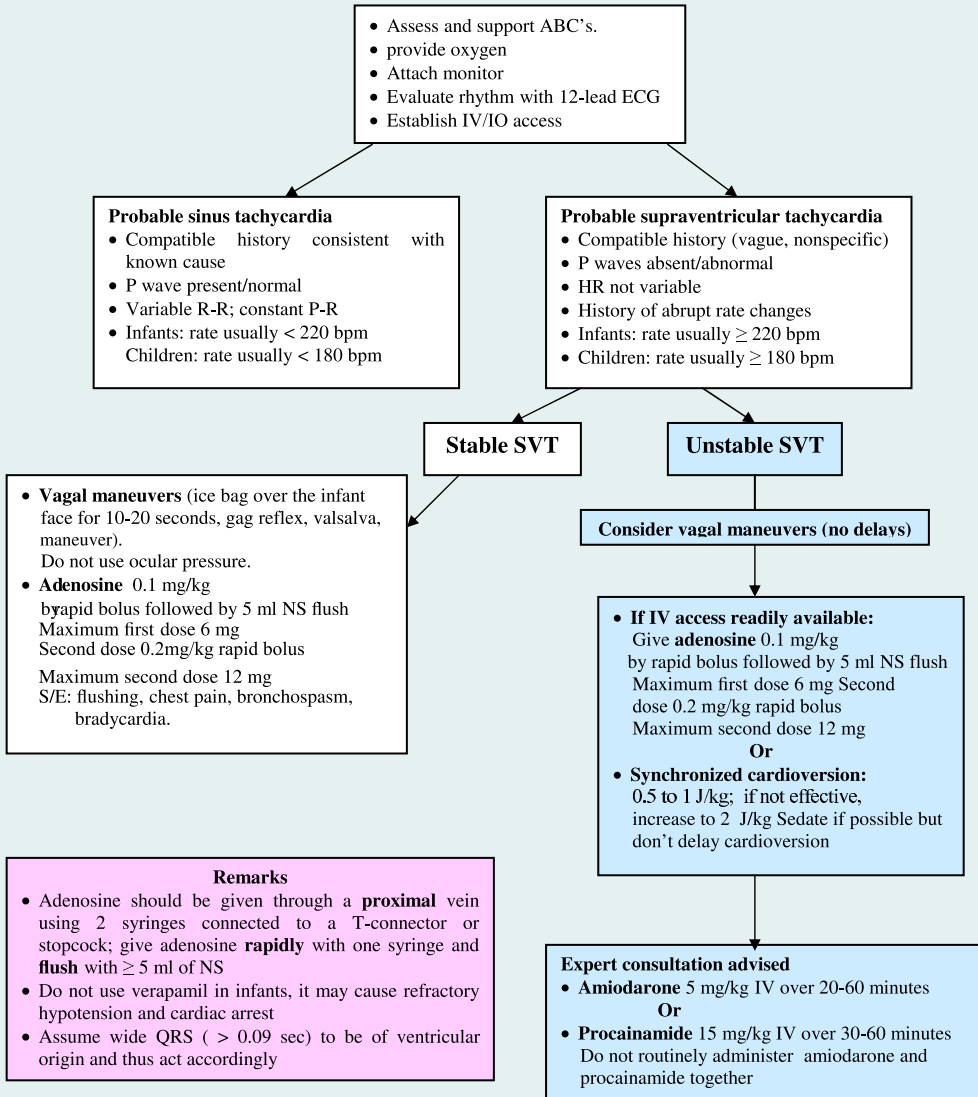 • Assess and support ABC's.
• provide oxygen
• Attach monitor
• Evaluate rhythm with 12-lead ECG
• Establish IV/IO access
Probable sinus tachycardia
• Compatible history consistent with
known cause
• P wave present/normal
• Variable R-R; constant P-R
• Infants: rate usually < 220 bpm
Children: rate usually < 180 bpm
Probable supraventricular tachycardia
• Compatible history (vague, nonspecific)
• P waves absent/abnormal
• HR not variable
• History of abrupt rate changes
• Infants: rate usually ≥ 220 bpm
• Children: rate usually ≥ 180 bpm
Stable SVT
Unstable SVT
• Vagal maneuvers (ice bag over the infant
face for 10-20 seconds, gag reflex, valsalva,
maneuver).
Do not use ocular pressure.
• Adenosine 0.1 mg/kg
by rapid bolus followed by 5 ml NS flush
Maximum first dose 6 mg
Second dose 0.2mg/kg rapid bolus
Maximum second dose 12 mg
S/E: flushing, chest pain, bronchospasm,
bradycardia.
Consider vagal maneuvers (no delays)
• If IV access readily available:
Give adenosine 0.1 mg/kg
by rapid bolus followed by 5 ml NS flush
Maximum first dose 6 mg Second
dose 0.2 mg/kg rapid bolus
Maximum second dose 12 mg
Or
• Synchronized cardioversion:
0.5 to 1 J/kg; if not effective,
increase to 2 J/kg Sedate if possible but
don't delay cardioversion
Remarks
• Adenosine should be given through a proximal vein
using 2 syringes connected to a T-connector or
stopcock; give adenosine rapidly with one syringe and
flush with ≥ 5 ml of NS
• Do not use verapamil in infants, it may cause refractory
hypotension and cardiac arrest
• Assume wide QRS ( > 0.09 sec) to be of ventricular
origin and thus act accordingly
Expert consultation advised
• Amiodarone 5 mg/kg IV over 20-60 minutes
Or
• Procainamide 15 mg/kg IV over 30-60 minutes
Do not routinely administer amiodarone and
procainamide together